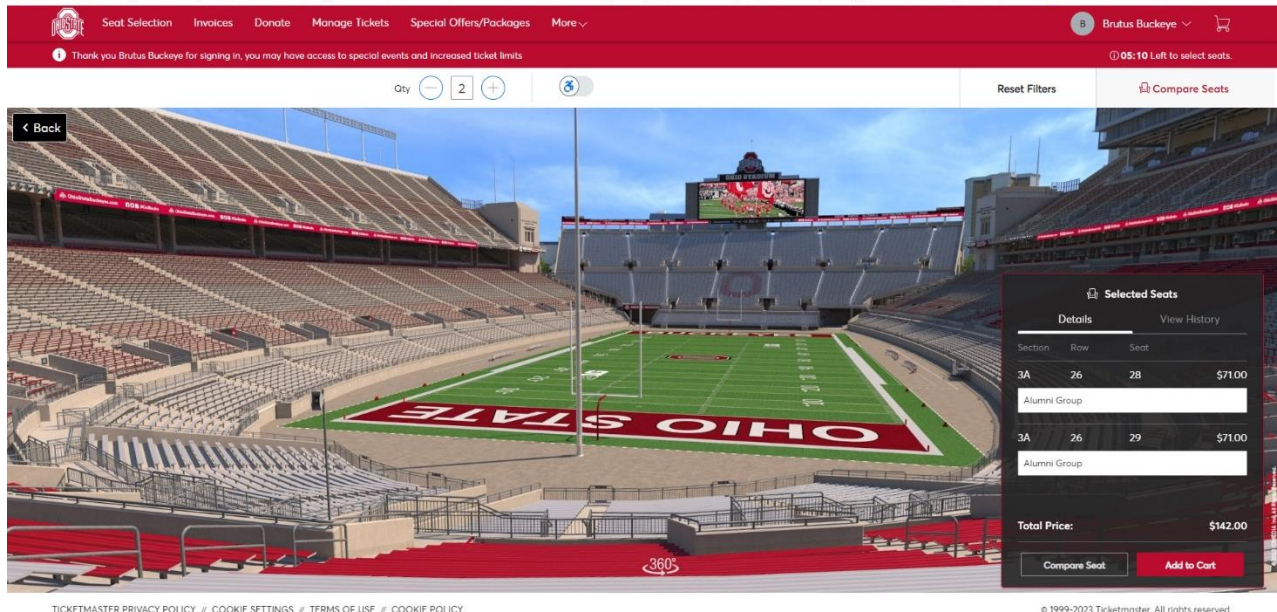 OHIO STATE
Seat Selection Invoices Donate Manage Tickets Special Offers/Packages More
B Brutus Buckeye
Thank you Brutus Buckeye for signing in, you may have access to special events and increased ticket limits
05:10 Left to select seats.
Qty 2
Reset Filters
Compare Seats
< Back
OHIO STADIUM
OHIO STATE
360°
Selected Seats
Details View History
Section Row Seat
3A 26 28 $71.00
Alumni Group
3A 26 29 $71.00
Alumni Group
Total Price: $142.00
Compare Seat Add to Cart
TICKETMASTER PRIVACY POLICY // COOKIE SETTINGS // TERMS OF USE // COOKIE POLICY
© 1999-2023 Ticketmaster. All rights reserved